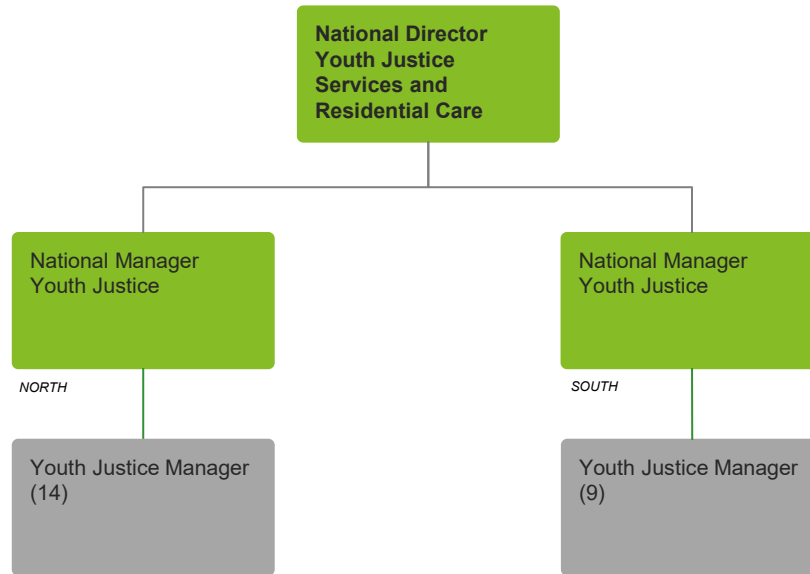 National Director
Youth Justice
Services and
Residential Care
National Manager
Youth Justice
National Manager
Youth Justice
NORTH
SOUTH
Youth Justice Manager
(14)
Youth Justice Manager
(9)